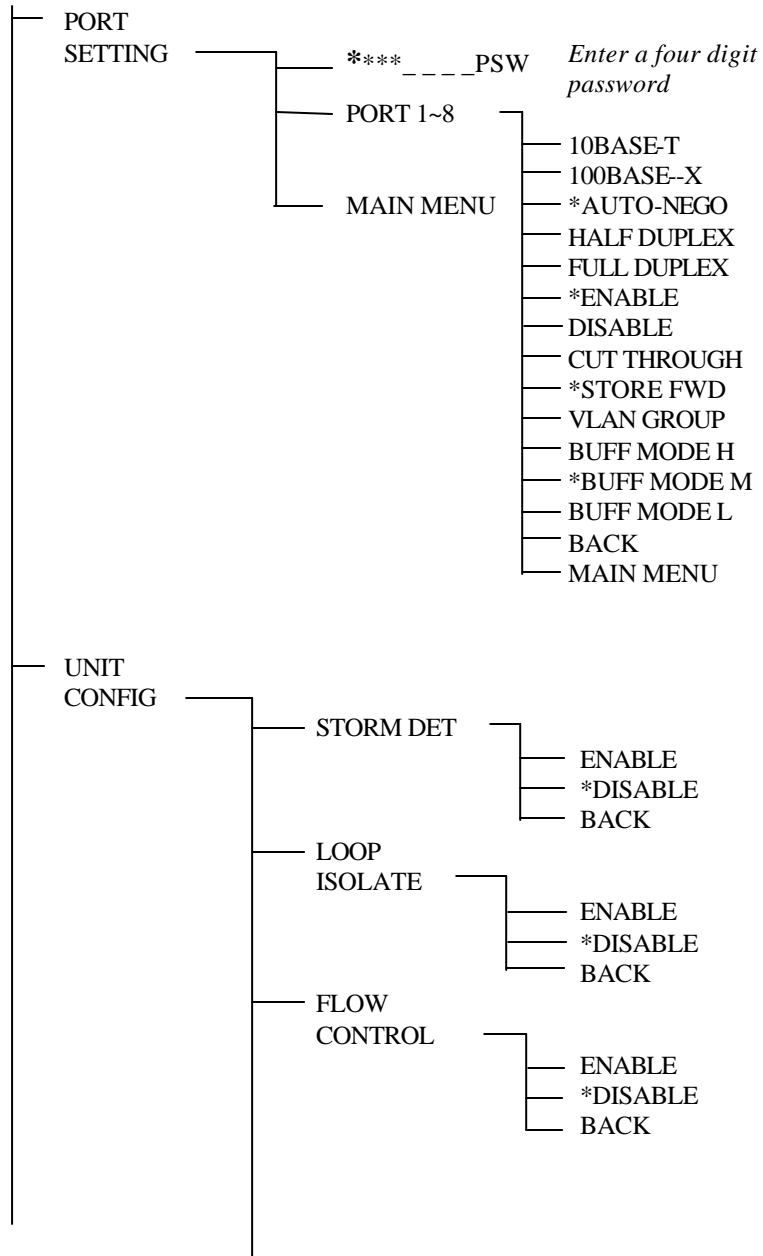 PORT
SETTING
****_ _ _ _PSW
Enter a four digit
password
PORT 1~8
10BASE-T
100BASE--X
*AUTO-NEGO
HALF DUPLEX
FULL DUPLEX
*ENABLE
DISABLE
CUT THROUGH
*STORE FWD
VLAN GROUP
BUFF MODE H
*BUFF MODE M
BUFF MODE L
BACK
MAIN MENU
MAIN MENU
UNIT
CONFIG
STORM DET
ENABLE
*DISABLE
BACK
LOOP
ISOLATE
ENABLE
*DISABLE
BACK
FLOW
CONTROL
ENABLE
*DISABLE
BACK